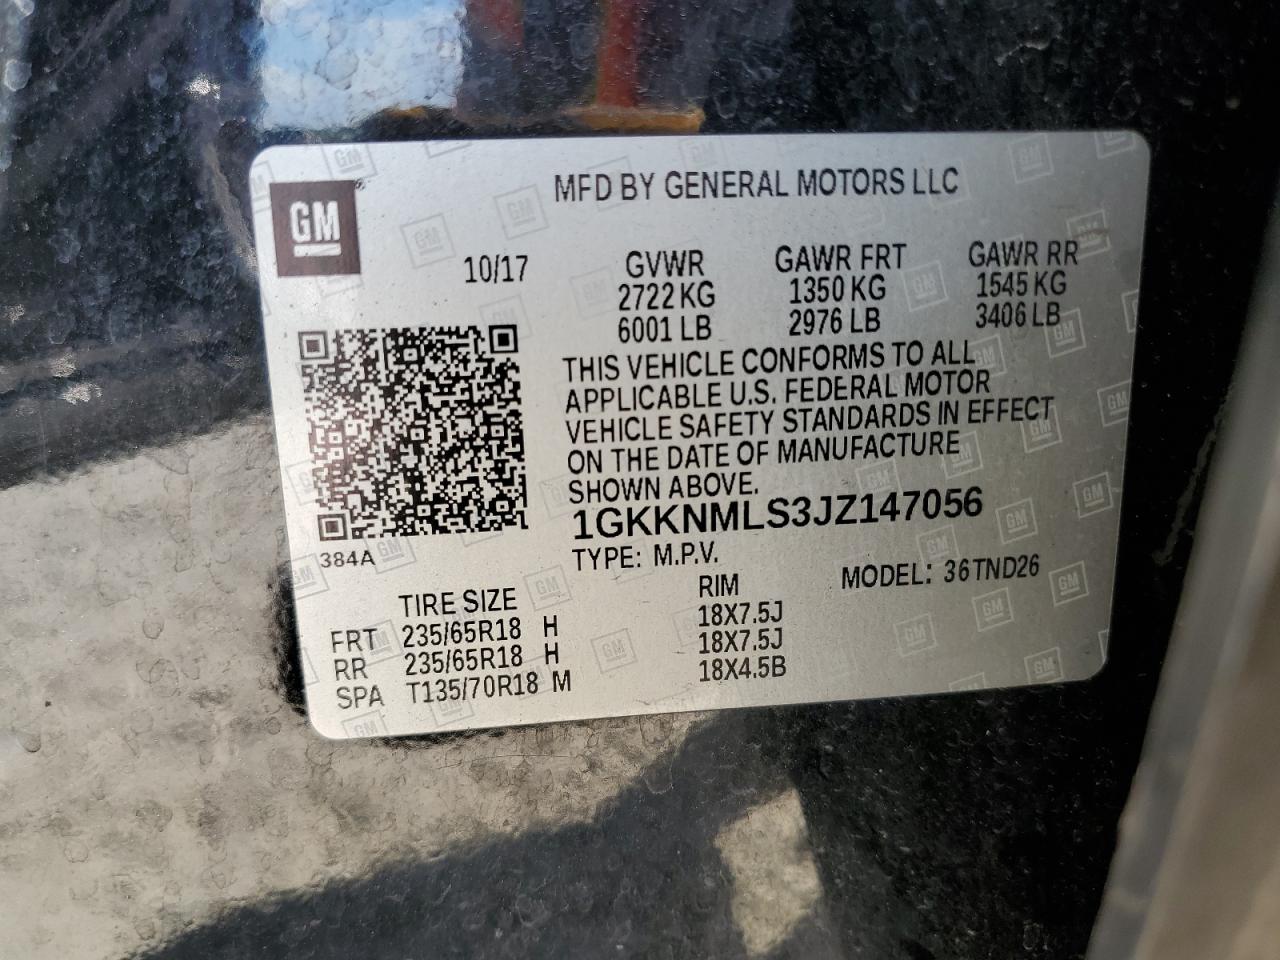 MFD BY GENERAL MOTORS LLC
GM
10/17
GVWR GAWR FRT GAWR RR
2722 KG 1350 KG 1545 KG
6001 LB 2976 LB 3406 LB
THIS VEHICLE CONFORMS TO ALL
APPLICABLE U.S. FEDERAL MOTOR
VEHICLE SAFETY STANDARDS IN EFFECT
ON THE DATE OF MANUFACTURE
SHOWN ABOVE.
1GKKNMLS3JZ147056
384A
TYPE: M.P.V. MODEL: 36TND26
TIRE SIZE RIM
FRT 235/65R18 H 18X7.5J
RR 235/65R18 H 18X7.5J
SPA T135/70R18 M 18X4.5B